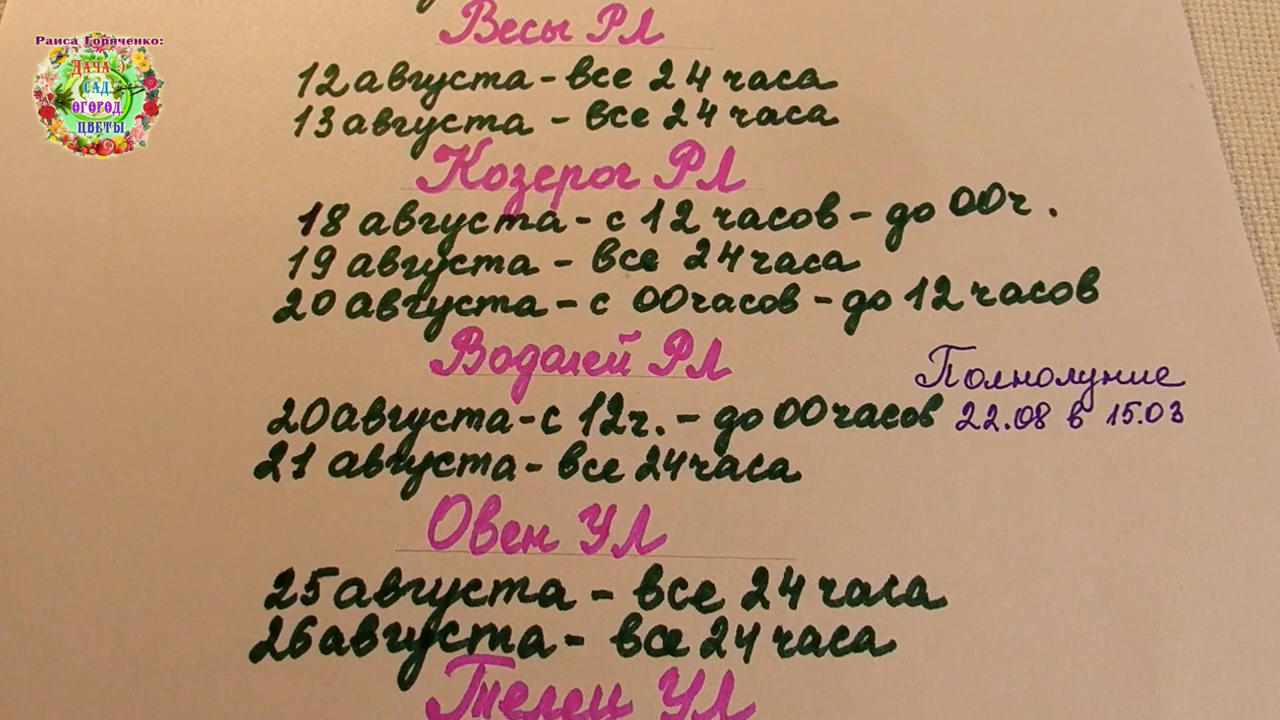 Раиса Горяченко:
ДАЧА
САД
ОГОРОД
ЦВЕТЫ
Весы РЛ
12 августа - все 24 часа
13 августа - все 24 часа
Козерог РЛ
18 августа - с 12 часов - до 00ч.
19 августа - все 24 часа
20 августа - с 00 часов - до 12 часов
Водолей РЛ
Полнолуние
20 августа - с 12ч. - до 00 часов
22.08 в 15.03
21 августа - все 24 часа
Овен УЛ
25 августа - все 24 часа
26 августа - все 24 часа
Телец УЛ